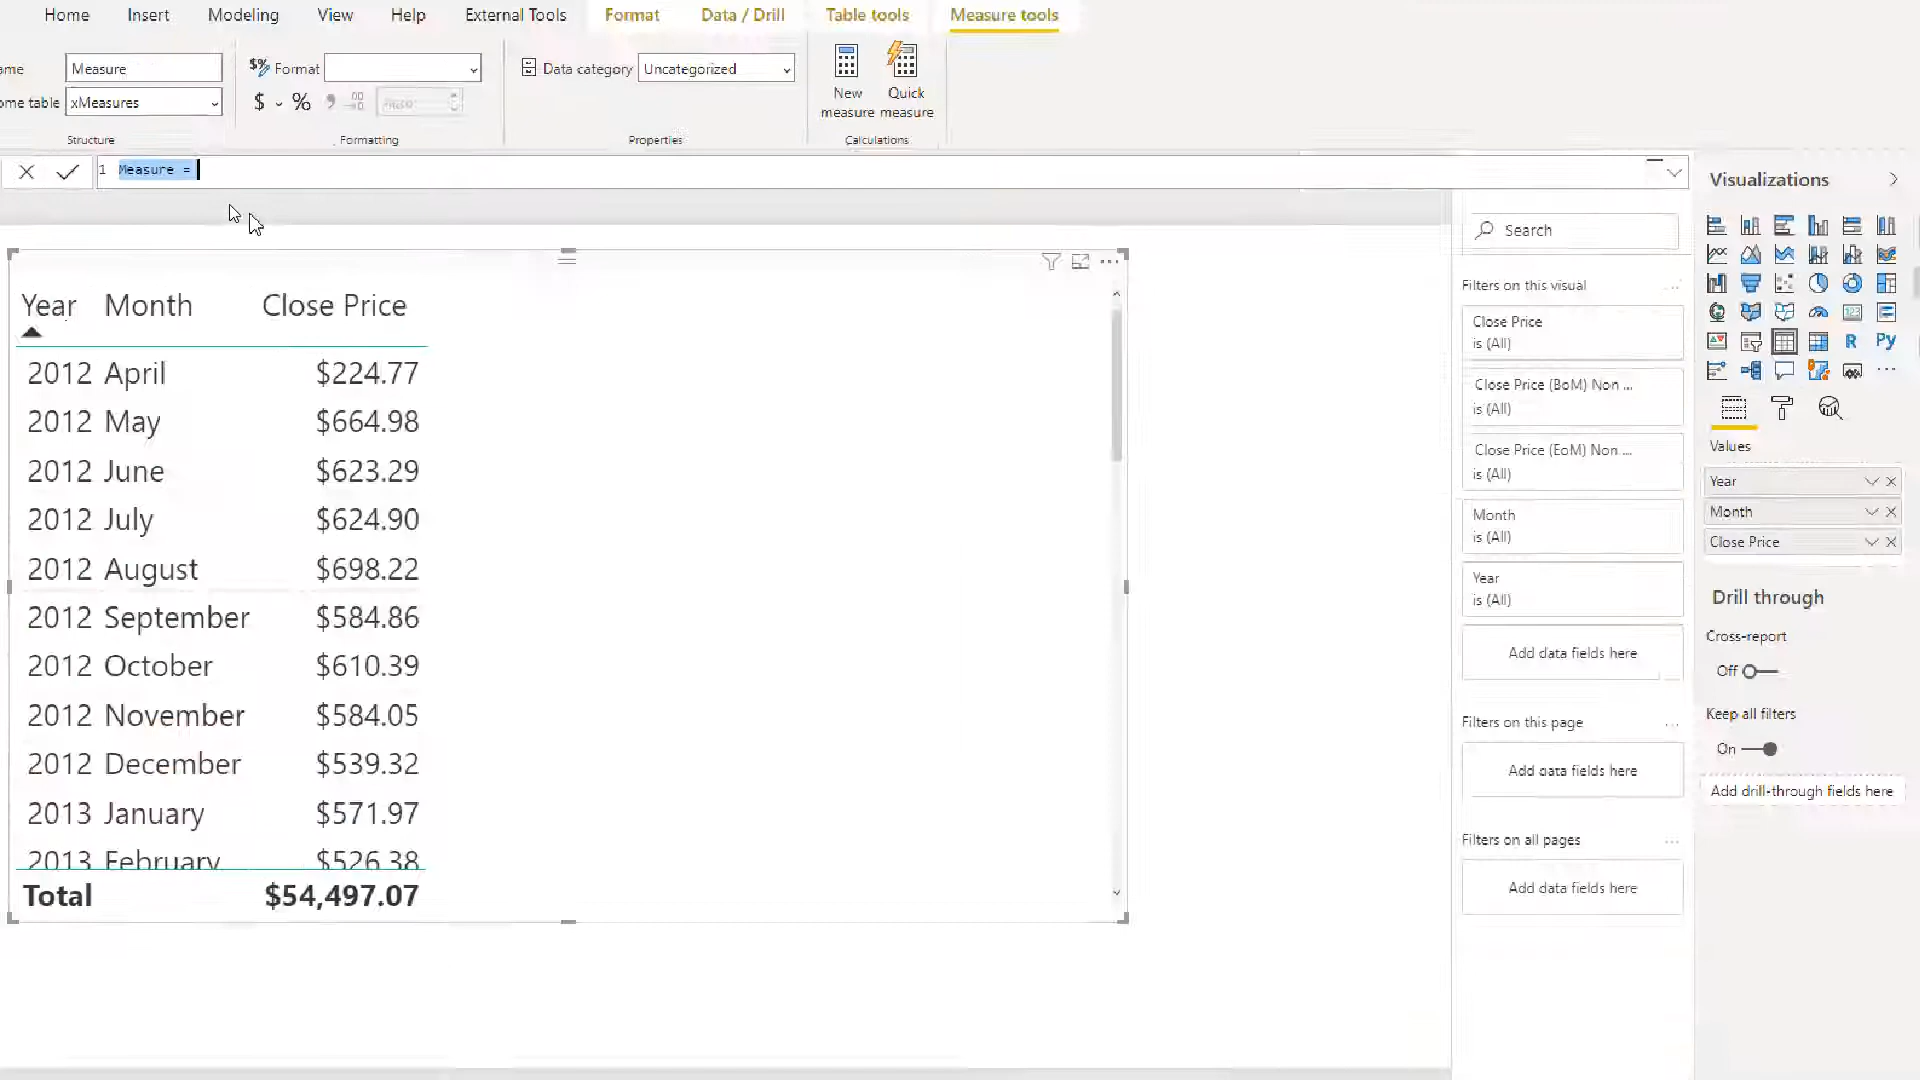 Home Insert Modeling View Help External Tools Format Data / Drill Table tools Measure tools
ame Measure
Format
Data category Uncategorized
New measure
Quick measure
ome table xMeasures
$ % 9
Structure Formatting Properties Calculations
1 Measure =
Visualizations
Search
Year Month Close Price
2012 April $224.77
2012 May $664.98
2012 June $623.29
2012 July $624.90
2012 August $698.22
2012 September $584.86
2012 October $610.39
2012 November $584.05
2012 December $539.32
2013 January $571.97
2013 February $526.38
Total $54,497.07
Filters on this visual ...
Close Price
is (All)
Close Price (BoM) Non ...
is (All)
Close Price (EoM) Non ...
is (All)
Month
is (All)
Year
is (All)
Add data fields here
Filters on this page ...
Add data fields here
Filters on all pages ...
Add data fields here
123
R Py
...
Values
Year
Month
Close Price
Drill through
Cross-report
Off
Keep all filters
On
Add drill-through fields here